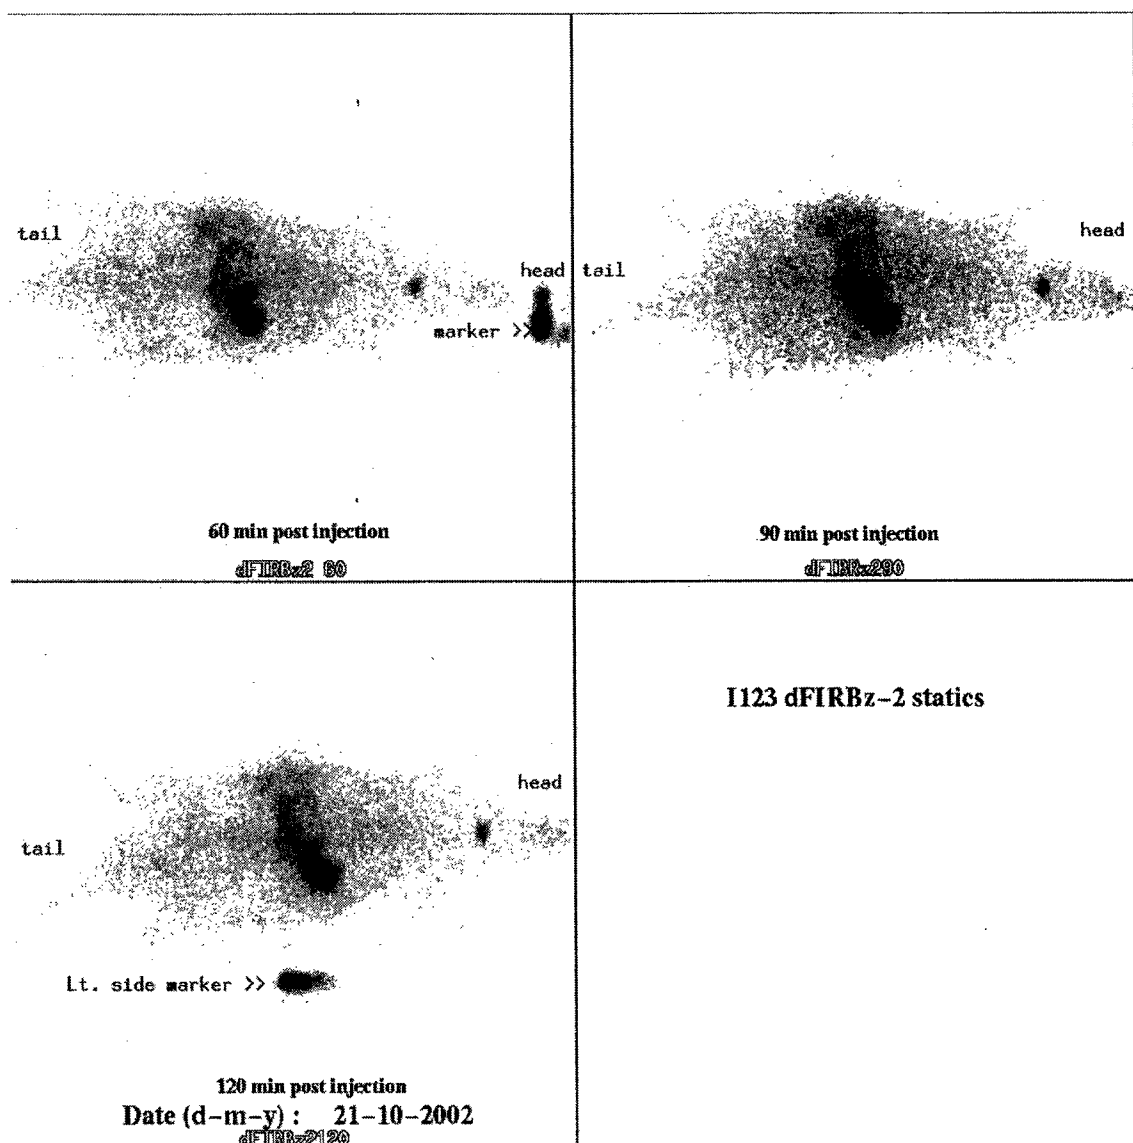 tail
head
marker >>
60 min post injection
dFIRBz2 60
tail
head
90 min post injection
dFIRBz290
I123 dFIRBz-2 statics
head
tail
Lt. side marker >>
120 min post injection
Date (d-m-y) : 21-10-2002
dFIRBz2120